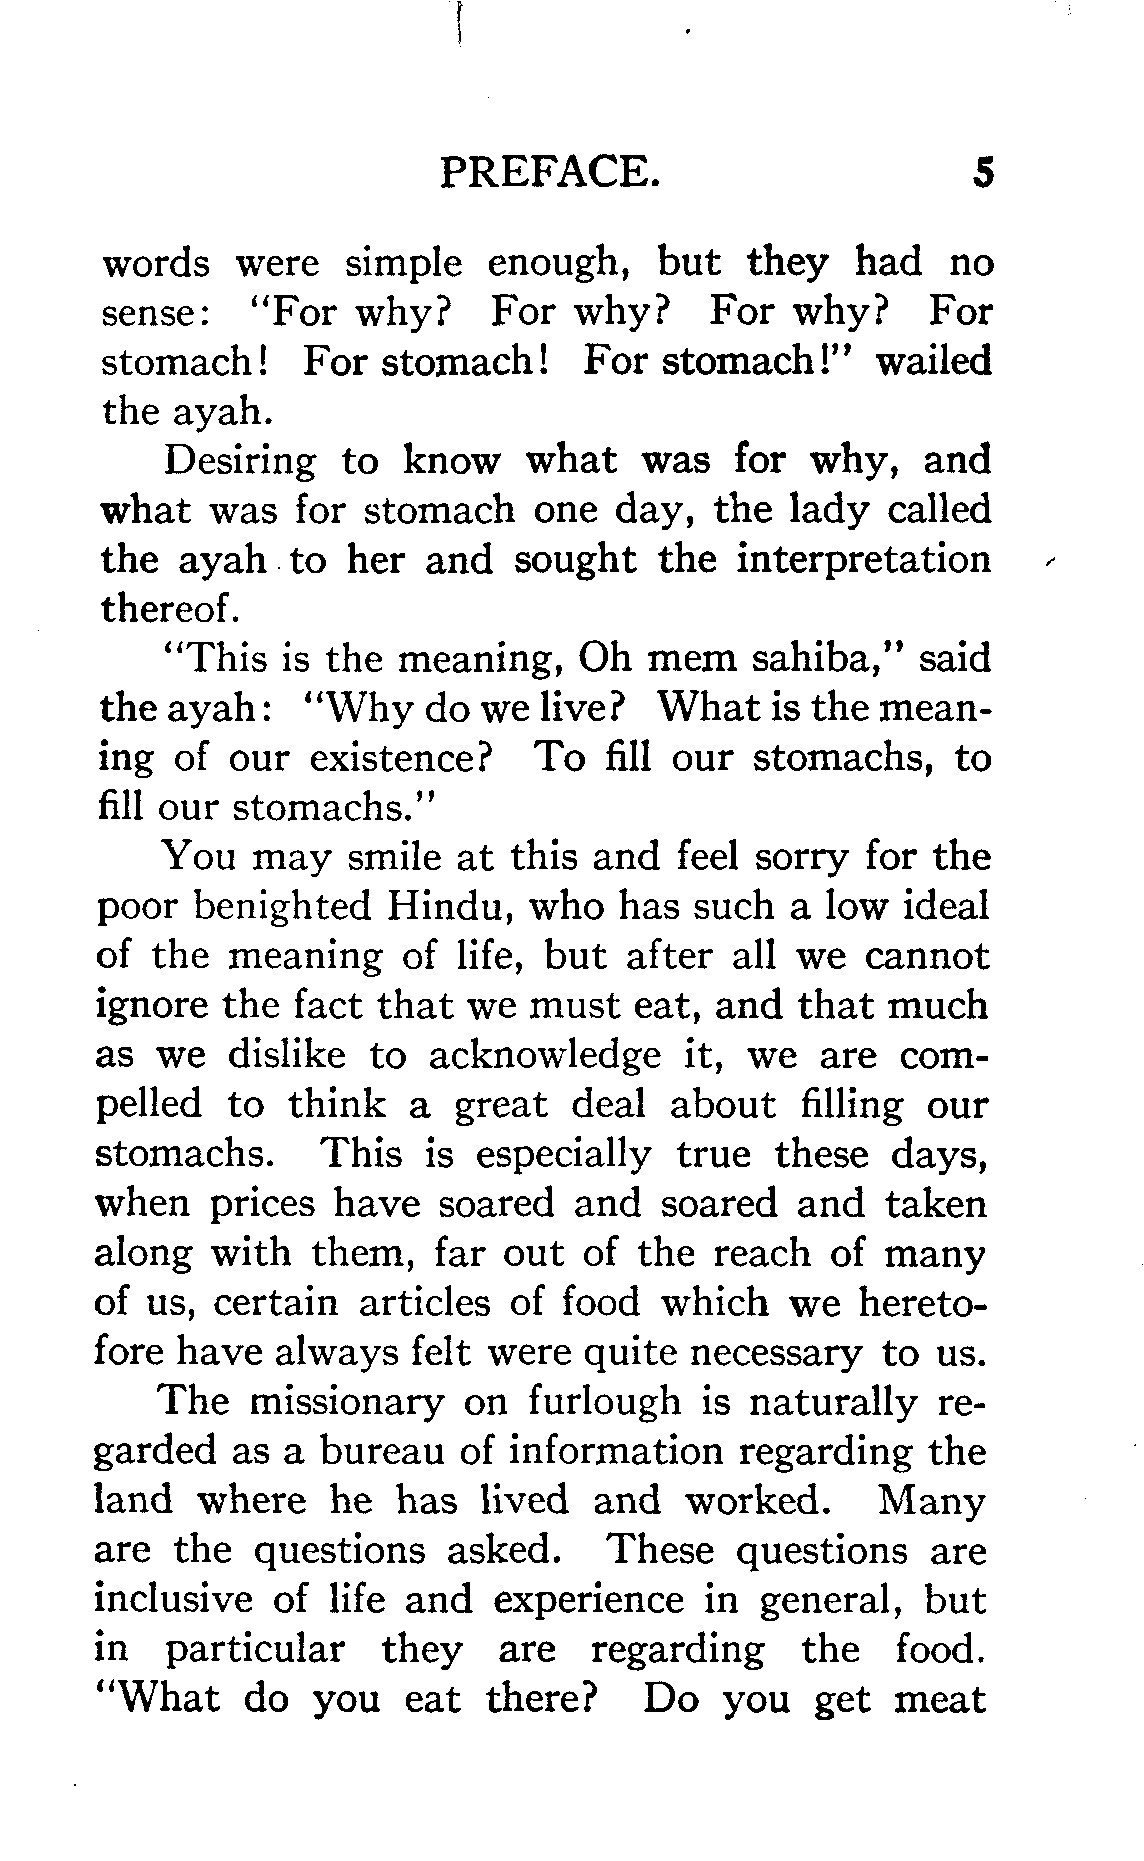 PREFACE. 5
words were simple enough, but they had no
sense: "For why? For why? For why? For
stomach! For stomach! For stomach!" wailed
the ayah.
Desiring to know what was for why, and
what was for stomach one day, the lady called
the ayah to her and sought the interpretation
thereof.
"This is the meaning, Oh mem sahiba," said
the ayah: "Why do we live? What is the mean-
ing of our existence? To fill our stomachs, to
fill our stomachs."
You may smile at this and feel sorry for the
poor benighted Hindu, who has such a low ideal
of the meaning of life, but after all we cannot
ignore the fact that we must eat, and that much
as we dislike to acknowledge it, we are com-
pelled to think a great deal about filling our
stomachs. This is especially true these days,
when prices have soared and soared and taken
along with them, far out of the reach of many
of us, certain articles of food which we hereto-
fore have always felt were quite necessary to us.
The missionary on furlough is naturally re-
garded as a bureau of information regarding the
land where he has lived and worked. Many
are the questions asked. These questions are
inclusive of life and experience in general, but
in particular they are regarding the food.
"What do you eat there? Do you get meat